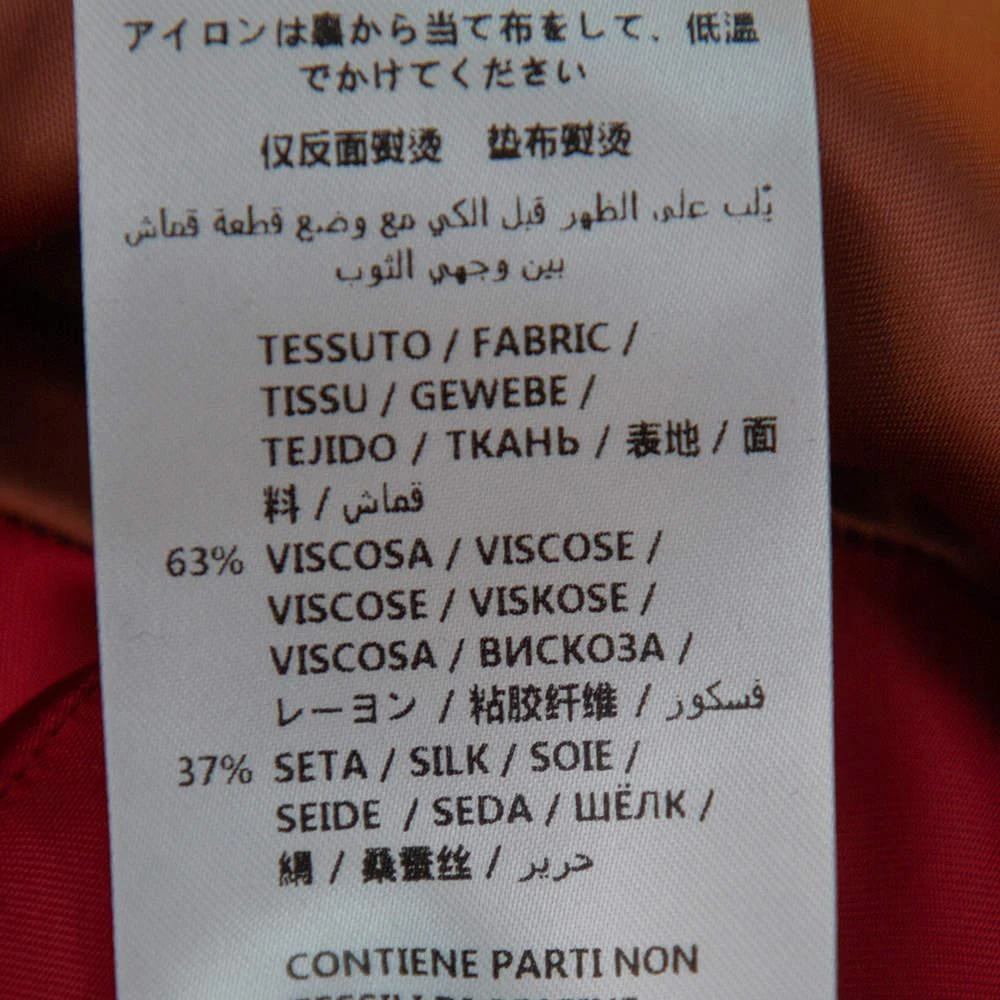 アイロンは裏から当て布をして、低温
でかけてください
仅反面熨烫 垫布熨烫
يُلب على الظهر قبل الكي مع وضع قطعة قماش
بين وجهي الثوب
TESSUTO / FABRIC /
TISSU / GEWEBE /
TEJIDO / ТКАНЬ / 表地 / 面
料 / قماش
63% VISCOSA / VISCOSE /
VISCOSE / VISKOSE /
VISCOSA / ВИСКОЗА /
レーヨン / 粘胶纤维 / فسكوز
37% SETA / SILK / SOIE /
SEIDE / SEDA / ШЁЛК /
絹 / 桑蚕丝 / حرير
CONTIENE PARTI NON